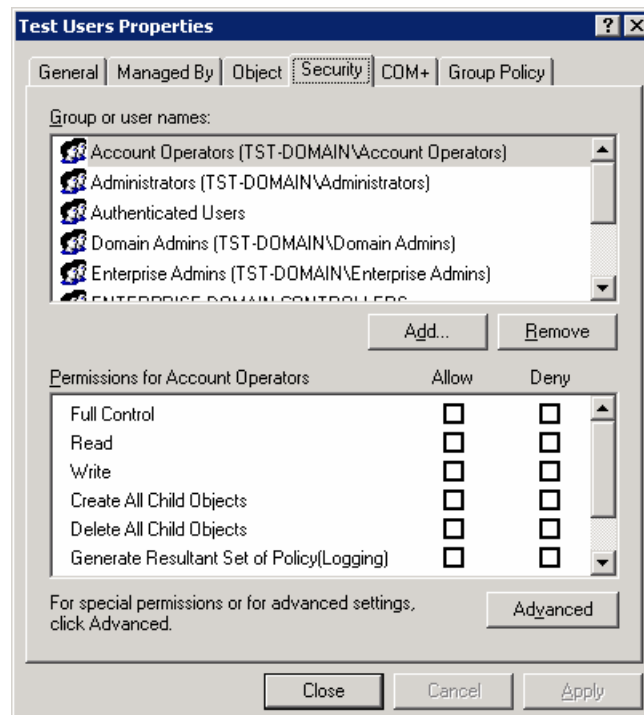 Test Users Properties
General Managed By Object Security COM+ Group Policy
Group or user names:
Account Operators (TST-DOMAIN\Account Operators)
Administrators (TST-DOMAIN\Administrators)
Authenticated Users
Domain Admins (TST-DOMAIN\Domain Admins)
Enterprise Admins (TST-DOMAIN\Enterprise Admins)
ENTERPRISE DOMAIN CONTROLLERS
Add... Remove
Permissions for Account Operators Allow Deny
Full Control
Read
Write
Create All Child Objects
Delete All Child Objects
Generate Resultant Set of Policy(Logging)
For special permissions or for advanced settings,
click Advanced.
Advanced
Close Cancel Apply